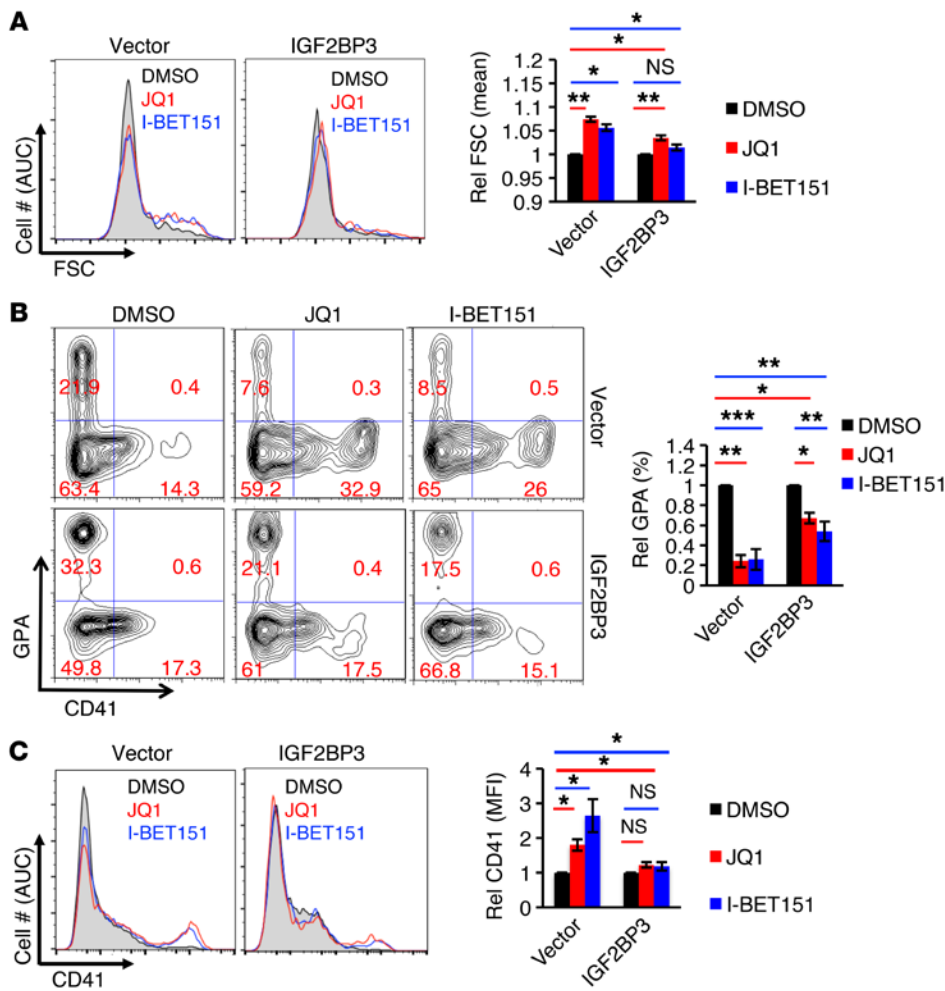 A
Vector
IGF2BP3
DMSO
JQ1
I-BET151
DMSO
JQ1
I-BET151
Cell # (AUC)
FSC
*
*
*
NS
**
**
Rel FSC (mean)
1.2
1.15
1.1
1.05
1
0.95
0.9
Vector
IGF2BP3
DMSO
JQ1
I-BET151
B
DMSO
JQ1
I-BET151
21.9 0.4
63.4 14.3
7.6 0.3
59.2 32.9
8.5 0.5
65 26
Vector
32.3 0.6
49.8 17.3
21.1 0.4
61 17.5
17.5 0.6
66.8 15.1
IGF2BP3
GPA
CD41
**
*
***
**
**
*
Rel GPA (%)
1.4
1.2
1
0.8
0.6
0.4
0.2
0
Vector
IGF2BP3
DMSO
JQ1
I-BET151
C
Vector
IGF2BP3
DMSO
JQ1
I-BET151
DMSO
JQ1
I-BET151
Cell # (AUC)
CD41
*
*
*
NS
*
NS
Rel CD41 (MFI)
4
3
2
1
0
Vector
IGF2BP3
DMSO
JQ1
I-BET151